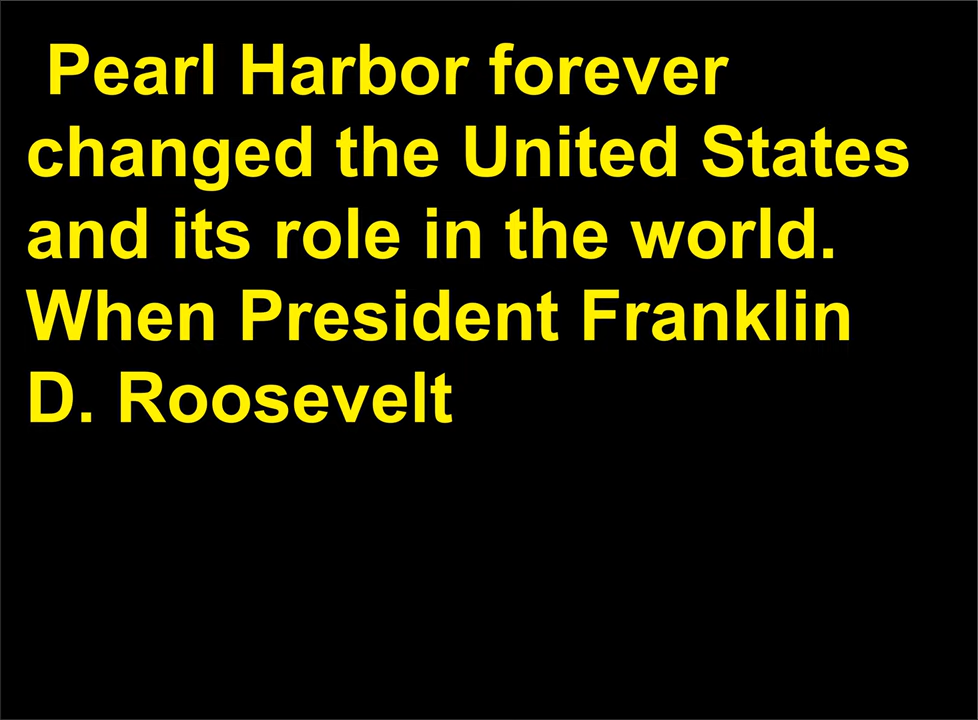 Pearl Harbor forever
changed the United States
and its role in the world.
When President Franklin
D. Roosevelt